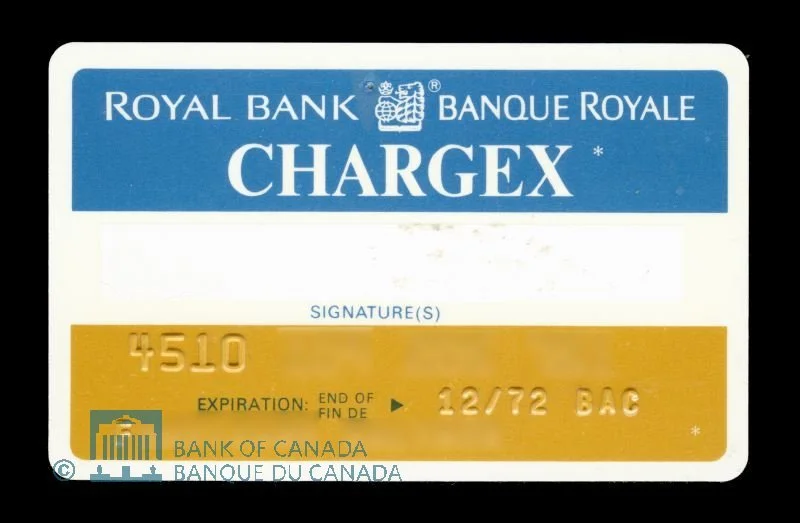 ROYAL BANK ® BANQUE ROYALE
CHARGEX *
SIGNATURE(S)
4510
EXPIRATION: END OF FIN DE ► 12/72 BAC
*
© BANK OF CANADA
BANQUE DU CANADA